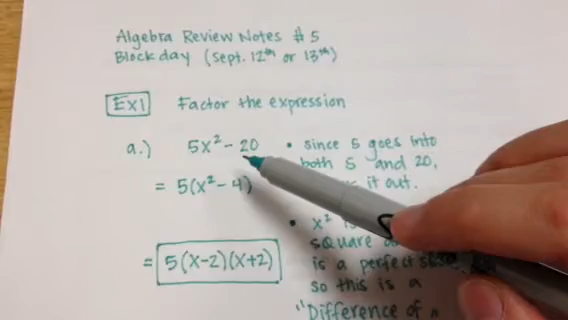 Algebra Review Notes #5
Block day (Sept. 12th or 13th)
Ex1 Factor the expression
a.) 5x² - 20
= 5(x² - 4)
= 5(x-2)(x+2)
• since 5 goes into
both 5 and 20,
it out.
• x²
square
is a perfect
so this is a
"Difference of